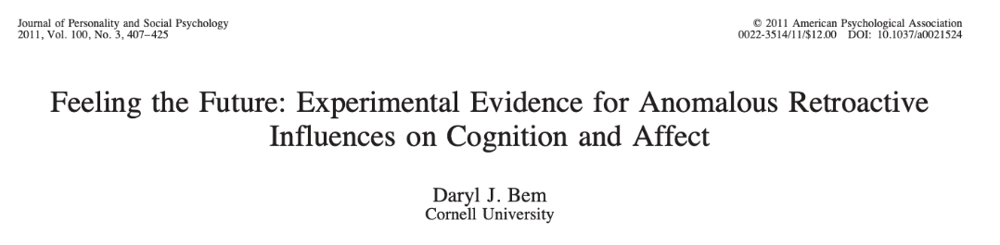 Journal of Personality and Social Psychology
2011, Vol. 100, No. 3, 407–425
© 2011 American Psychological Association
0022-3514/11/$12.00 DOI: 10.1037/a0021524
Feeling the Future: Experimental Evidence for Anomalous Retroactive
Influences on Cognition and Affect
Daryl J. Bem
Cornell University